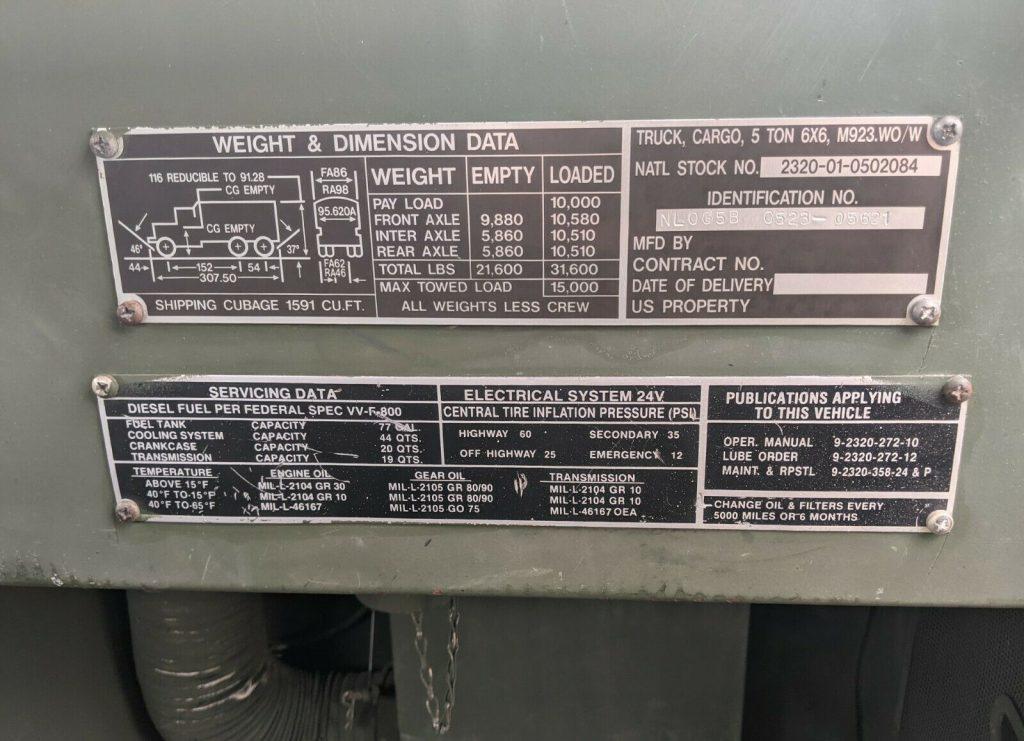 WEIGHT & DIMENSION DATA
116 REDUCIBLE TO 91.28
CG EMPTY
CG EMPTY
46°
37°
44
152
54
307.50
FA86
RA98
95.620A
FA62
RA46
SHIPPING CUBAGE 1591 CU.FT.
WEIGHT EMPTY LOADED
PAY LOAD 10,000
FRONT AXLE 9,880 10,580
INTER AXLE 5,860 10,510
REAR AXLE 5,860 10,510
TOTAL LBS 21,600 31,600
MAX TOWED LOAD 15,000
ALL WEIGHTS LESS CREW
TRUCK, CARGO, 5 TON 6X6, M923.WO/W
NATL STOCK NO. 2320-01-0502084
IDENTIFICATION NO.
NL0G5B C523-05621
MFD BY
CONTRACT NO.
DATE OF DELIVERY
US PROPERTY
SERVICING DATA
DIESEL FUEL PER FEDERAL SPEC VV-F-800
FUEL TANK CAPACITY 77 GAL.
COOLING SYSTEM CAPACITY 44 QTS.
CRANKCASE CAPACITY 20 QTS.
TRANSMISSION CAPACITY 19 QTS.
ELECTRICAL SYSTEM 24V
CENTRAL TIRE INFLATION PRESSURE (PSI)
HIGHWAY 60 SECONDARY 35
OFF HIGHWAY 25 EMERGENCY 12
TEMPERATURE ENGINE OIL GEAR OIL TRANSMISSION
ABOVE 15°F MIL-L-2104 GR 30 MIL-L-2105 GR 80/90 MIL-L-2104 GR 10
40°F TO-15°F MIL-L-2104 GR 10 MIL-L-2105 GR 80/90 MIL-L-2104 GR 10
40°F TO-65°F MIL-L-46167 MIL-L-2105 GO 75 MIL-L-46167 OEA
PUBLICATIONS APPLYING
TO THIS VEHICLE
OPER. MANUAL 9-2320-272-10
LUBE ORDER 9-2320-272-12
MAINT. & RPSTL 9-2320-358-24 & P
CHANGE OIL & FILTERS EVERY
5000 MILES OR 6 MONTHS